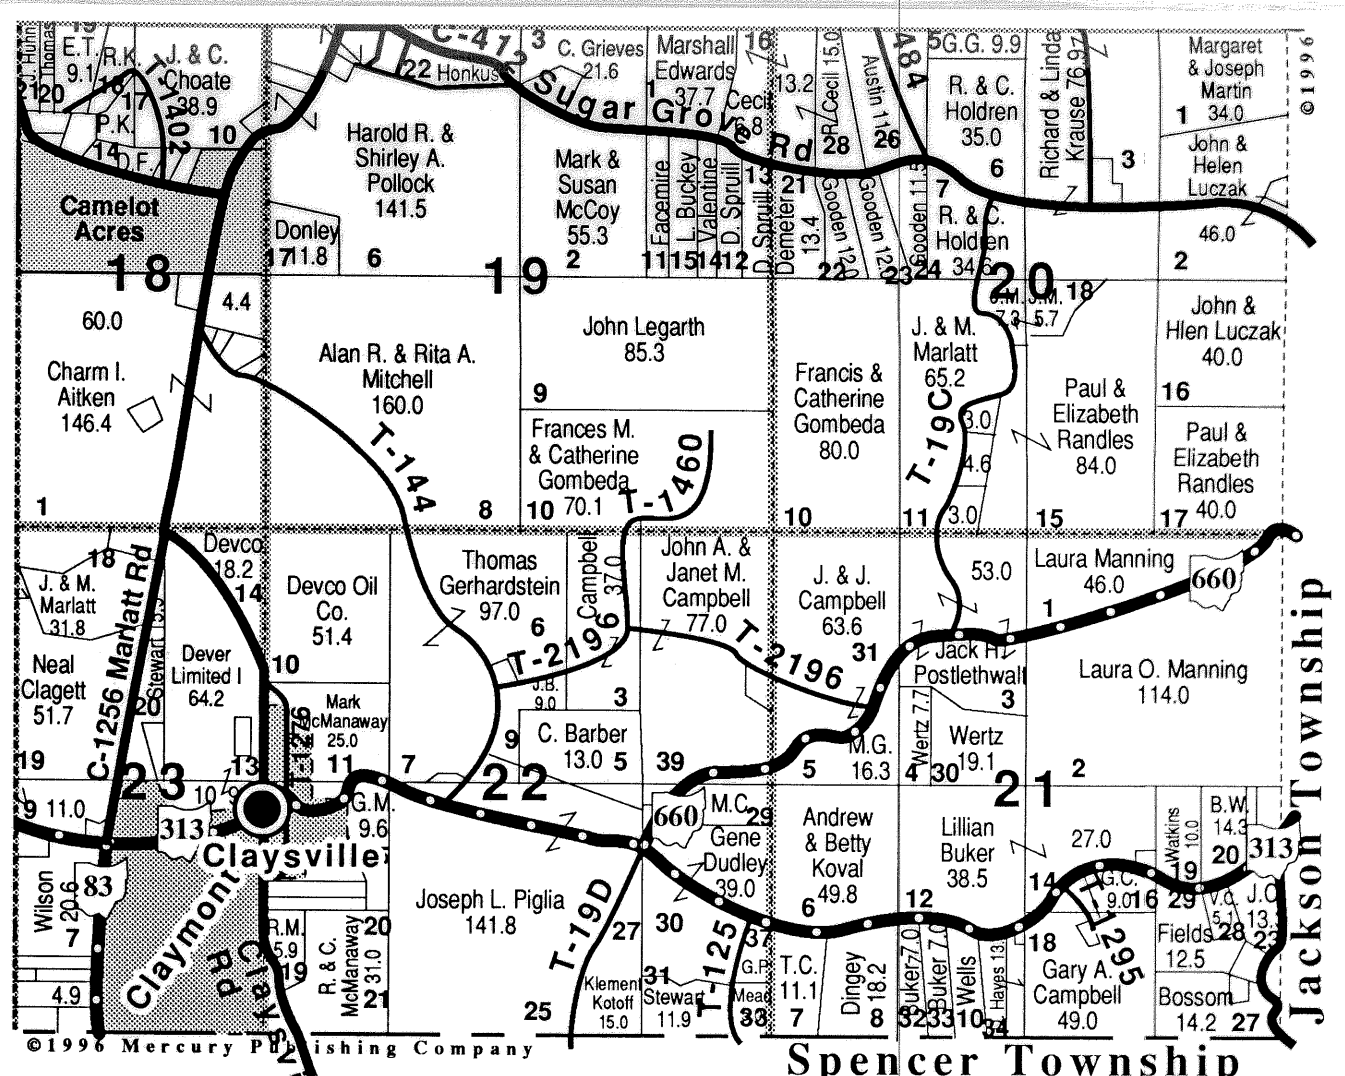 19
21
J. Huhn
Thomas
20
E.T.
9.1
R.K.
18
17
P.K.
14
D.F.
T-1402
J. & C.
Choate
38.9
10
Camelot
Acres
18
C-412
22
Honkus
3
C. Grieves
21.6
Marshall
Edwards
1
37.7
16
Cecil
6.8
Sugar Grove Rd
13.2
R/Cecil 15.0
28
Austin 11
26
484
5
G.G. 9.9
R. & C.
Holdren
35.0
6
Richard & Linda
Krause 76.9
3
Margaret
& Joseph
Martin
34.0
1
©1996
John &
Helen
Luczak
46.0
2
Harold R. &
Shirley A.
Pollock
141.5
Donley
11.8
17
6
19
Mark &
Susan
McCoy
55.3
2
Facemire
11
L. Buckey
15
Valentine
14
D. Spruill
12
13
D. Spruill
21
Demeter
13.4
Gooden 12.0
22
Gooden 12.
23
Gooden 11.5
24
7
R. & C.
Holdren
34.6
20
60.0
Charm I.
Aitken
146.4
1
4.4
Alan R. & Rita A.
Mitchell
160.0
8
T-144
John Legarth
85.3
9
Frances M.
& Catherine
Gombeda
70.1
10
T-1460
Francis &
Catherine
Gombeda
80.0
10
J. & M.
Marlatt
65.2
11
T-19C
3.0
4.6
3.0
J.M.
7.3
J.M.
5.7
18
Paul &
Elizabeth
Randles
84.0
15
John &
Hlen Luczak
40.0
16
Paul &
Elizabeth
Randles
40.0
17
18
J. & M.
Marlatt
31.8
Neal
Clagett
51.7
19
C-1256 Marlatt Rd
Stewart 15.9
20
Devco
18.2
14
Dever
Limited I
64.2
13
23
Devco Oil
Co.
51.4
10
T-1276
Mark
McManaway
25.0
11
7
Thomas
Gerhardstein
97.0
6
Campbell
37.0
T-2196
J.B.
9.0
9
C. Barber
13.0
5
22
John A. &
Janet M.
Campbell
77.0
3
39
T-2196
J. & J.
Campbell
63.6
31
5
M.G.
16.3
53.0
Jack H.
Postlethwait
3
Wertz 7.7
4
30
Wertz
19.1
21
Laura Manning
46.0
1
660
Laura O. Manning
114.0
2
Jackson Township
9
11.0
10
9
313
Claysville
G.M.
9.6
83
Wilson
20.6
7
4.9
Claymont Rd
Claysv
R.M.
5.9
19
R. & C.
McManaway
31.0
20
21
Joseph L. Piglia
141.8
25
T-19D
27
Klement
Kotoff
15.0
660
M.C.
29
Gene
Dudley
39.0
30
31
Stewart
11.9
T-125
37
G.P.
Mead
33
Andrew
& Betty
Koval
49.8
6
T.C.
11.1
7
Dingey
18.2
8
Lillian
Buker
38.5
12
Buker 7.0
32
Buker 7.0
33
Wells
10
Hayes 13.
34
27.0
14
G.C.
9.0
16
T-1295
18
Gary A.
Campbell
49.0
Watkins
10.0
19
29
B.W.
14.3
20
313
V.C.
5.1
28
J.C.
13.
23
Fields
12.5
Bossom
14.2
27
©1996 Mercury Publishing Company
Spencer Township